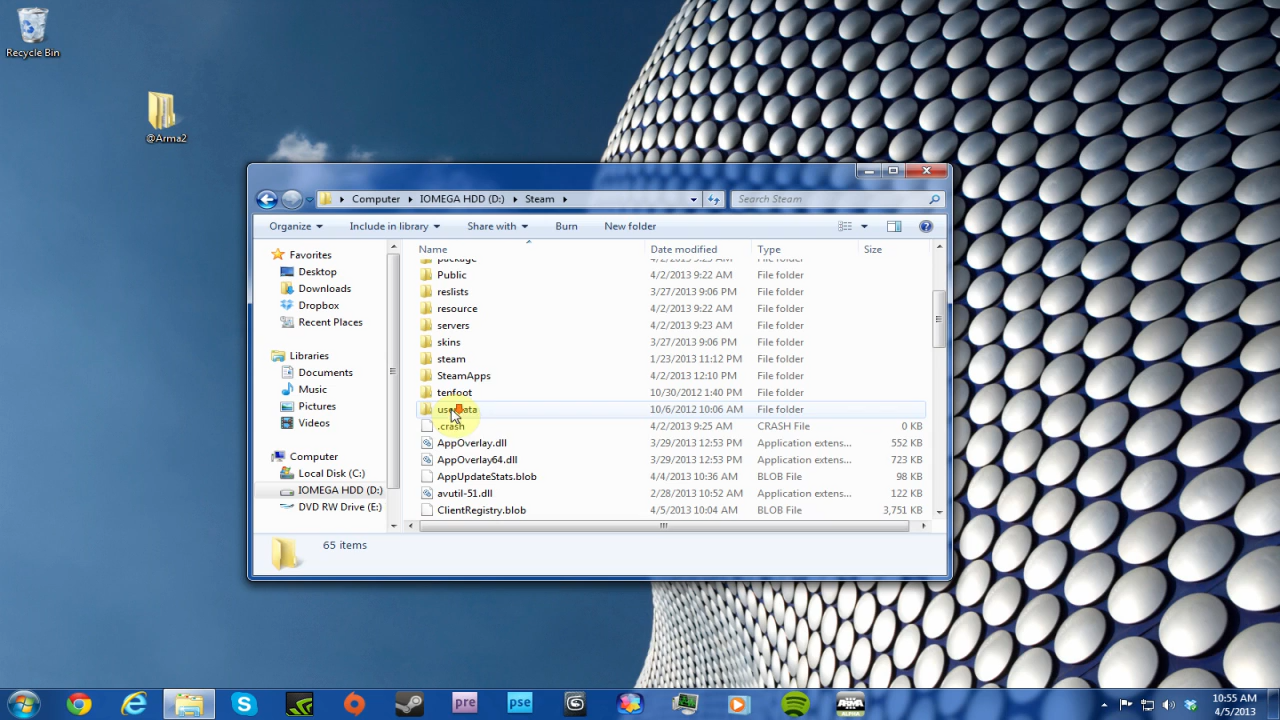 Recycle Bin
@Arma2
Computer IOMEGA HDD (D:) Steam
Search Steam
Organize Include in library Share with Burn New folder
Favorites
Desktop
Downloads
Dropbox
Recent Places
Libraries
Documents
Music
Pictures
Videos
Computer
Local Disk (C:)
IOMEGA HDD (D:)
DVD RW Drive (E:)
Name Date modified Type Size
package 4/2/2013 9:23 AM File folder
Public 4/2/2013 9:22 AM File folder
reslists 3/27/2013 9:06 PM File folder
resource 4/2/2013 9:22 AM File folder
servers 4/2/2013 9:23 AM File folder
skins 3/27/2013 9:06 PM File folder
steam 1/23/2013 11:12 PM File folder
SteamApps 4/2/2013 12:10 PM File folder
tenfoot 10/30/2012 1:40 PM File folder
userdata 10/6/2012 10:06 AM File folder
.crash 4/2/2013 9:25 AM CRASH File 0 KB
AppOverlay.dll 3/29/2013 12:53 PM Application extens... 552 KB
AppOverlay64.dll 3/29/2013 12:53 PM Application extens... 723 KB
AppUpdateStats.blob 4/4/2013 10:36 AM BLOB File 98 KB
avutil-51.dll 2/28/2013 10:52 AM Application extens... 122 KB
ClientRegistry.blob 4/5/2013 10:04 AM BLOB File 3,751 KB
65 items
pre
pse
ARMA
ALPHA
10:55 AM
4/5/2013